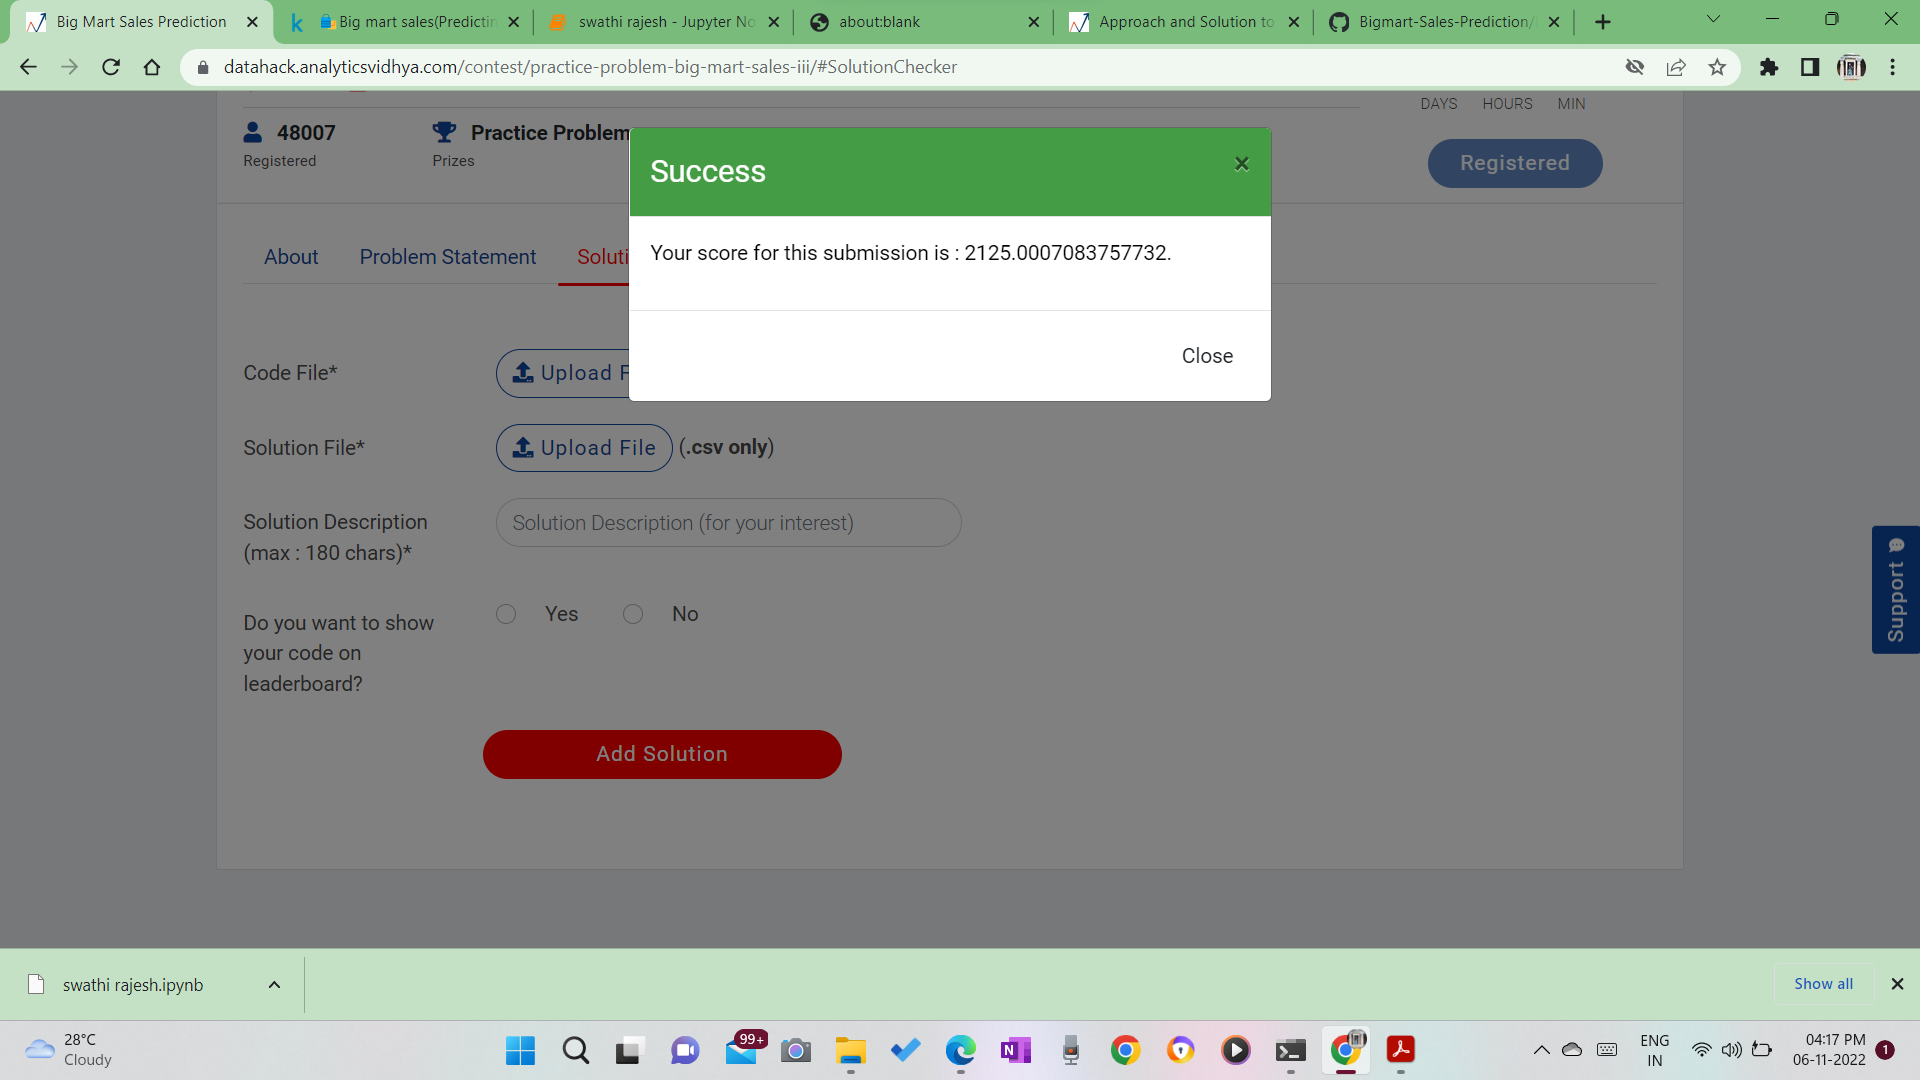 Big Mart Sales Prediction
Big mart sales(Predictin
swathi rajesh - Jupyter No
about:blank
Approach and Solution to
Bigmart-Sales-Prediction/
datahack.analyticsvidhya.com/contest/practice-problem-big-mart-sales-iii/#SolutionChecker
DAYS HOURS MIN
48007
Registered
Practice Problem
Prizes
Registered
Success
×
Your score for this submission is : 2125.0007083757732.
Close
About
Problem Statement
Soluti
Code File*
Upload F
Solution File*
Upload File (.csv only)
Solution Description
(max : 180 chars)*
Solution Description (for your interest)
Do you want to show
your code on
leaderboard?
Yes
No
Add Solution
Support
swathi rajesh.ipynb
Show all
28°C
Cloudy
99+
N
ENG
IN
04:17 PM
06-11-2022
1